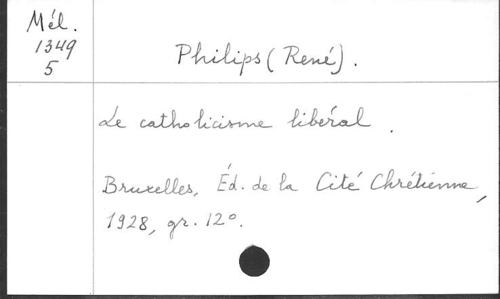 Mél.
1349
5
Philips (René).
Le catholicisme libéral.
Bruxelles, Éd. de la Cité Chrétienne,
1928, gr. 12°.